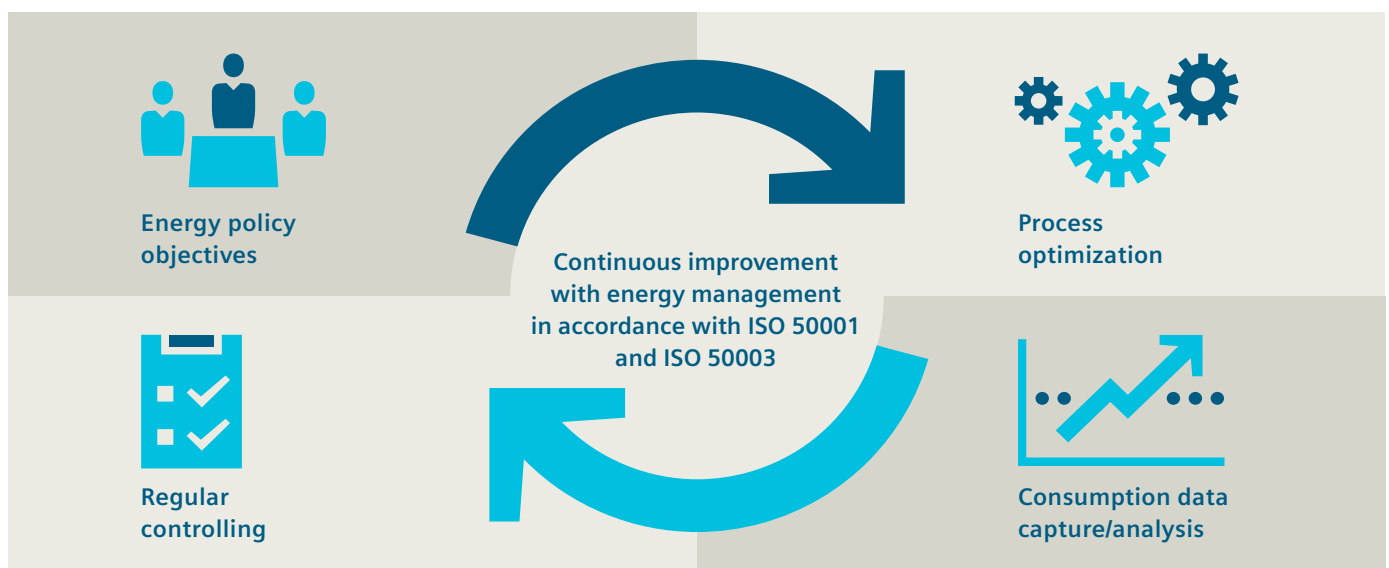 Energy policy
objectives
Process
optimization
Continuous improvement
with energy management
in accordance with ISO 50001
and ISO 50003
Regular
controlling
Consumption data
capture/analysis